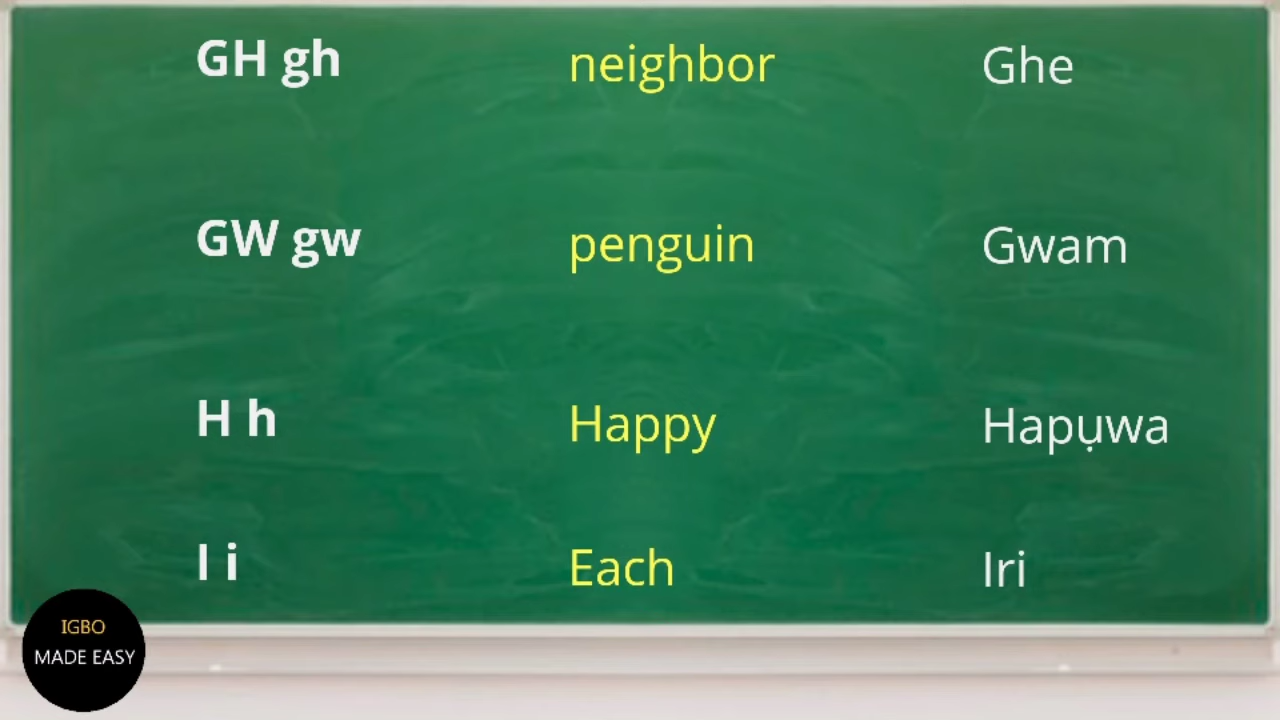 GH gh neighbor Ghe
GW gw penguin Gwam
H h Happy Hapụwa
I i Each Iri
IGBO
MADE EASY